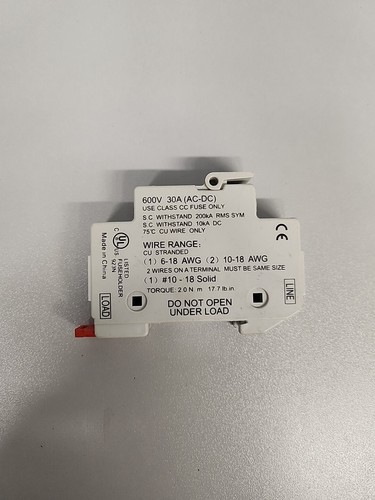 600V 30A (AC-DC)
USE CLASS CC FUSE ONLY
S.C. WITHSTAND 200kA RMS SYM
S.C. WITHSTAND 10kA DC
75℃ CU WIRE ONLY
CE
WIRE RANGE:
CU STRANDED
(1) 6-18 AWG (2) 10-18 AWG
2 WIRES ON A TERMINAL MUST BE SAME SIZE
(1) #10 - 18 Solid
TORQUE: 2.0 N. m 17.7 lb.in
DO NOT OPEN
UNDER LOAD
LINE
LOAD
Made in China
C UL US
LISTED
FUSEHOLDER